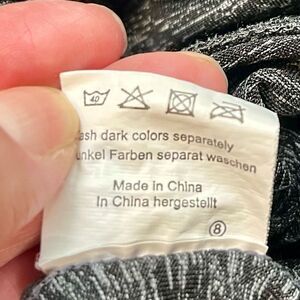 40
ash dark colors separately
unkel Farben separat waschen
Made in China
In China hergestellt
8